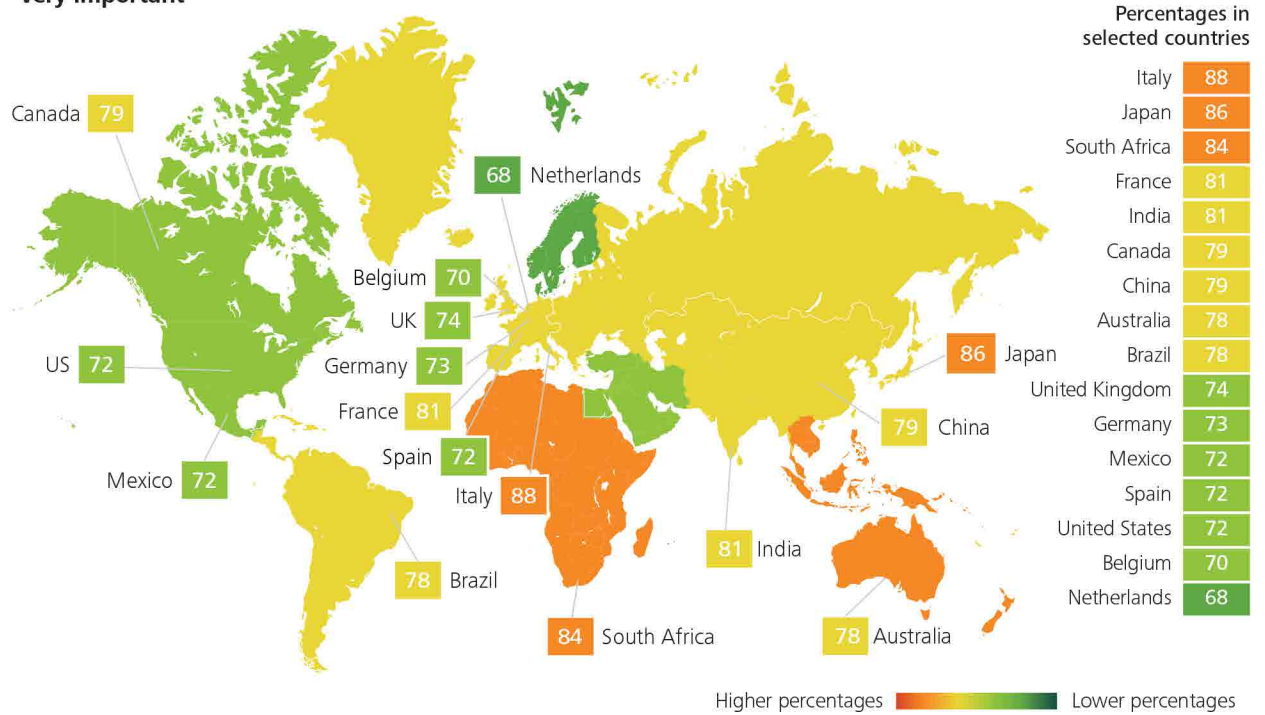 very important
Percentages in
selected countries
Italy 88
Japan 86
South Africa 84
France 81
India 81
Canada 79
China 79
Australia 78
Brazil 78
United Kingdom 74
Germany 73
Mexico 72
Spain 72
United States 72
Belgium 70
Netherlands 68
Canada 79
68 Netherlands
Belgium 70
UK 74
Germany 73
US 72
France 81
86 Japan
79 China
Spain 72
Mexico 72
Italy 88
81 India
78 Brazil
84 South Africa
78 Australia
Higher percentages
Lower percentages